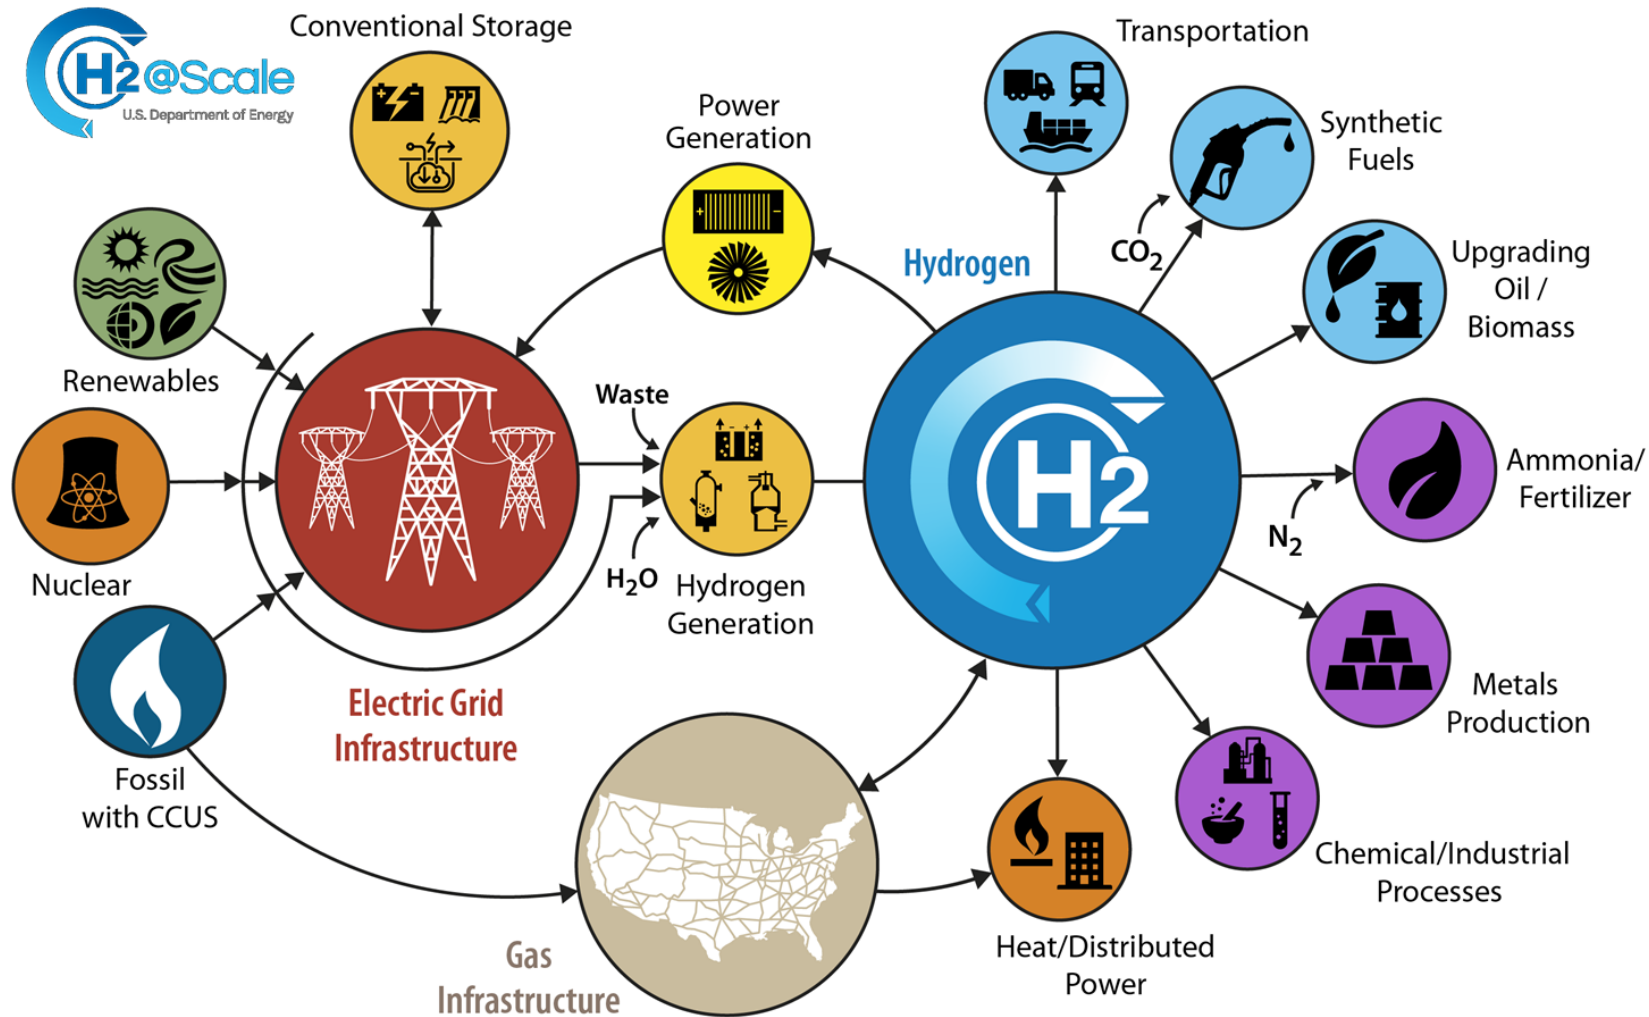 H2@Scale
U.S. Department of Energy
Conventional Storage
Power
Generation
Transportation
Synthetic
Fuels
CO2
Hydrogen
Upgrading
Oil /
Biomass
Renewables
Waste
H2
Ammonia/
Fertilizer
N2
Nuclear
H2O
Hydrogen
Generation
Electric Grid
Infrastructure
Metals
Production
Fossil
with CCUS
Chemical/Industrial
Processes
Heat/Distributed
Power
Gas
Infrastructure